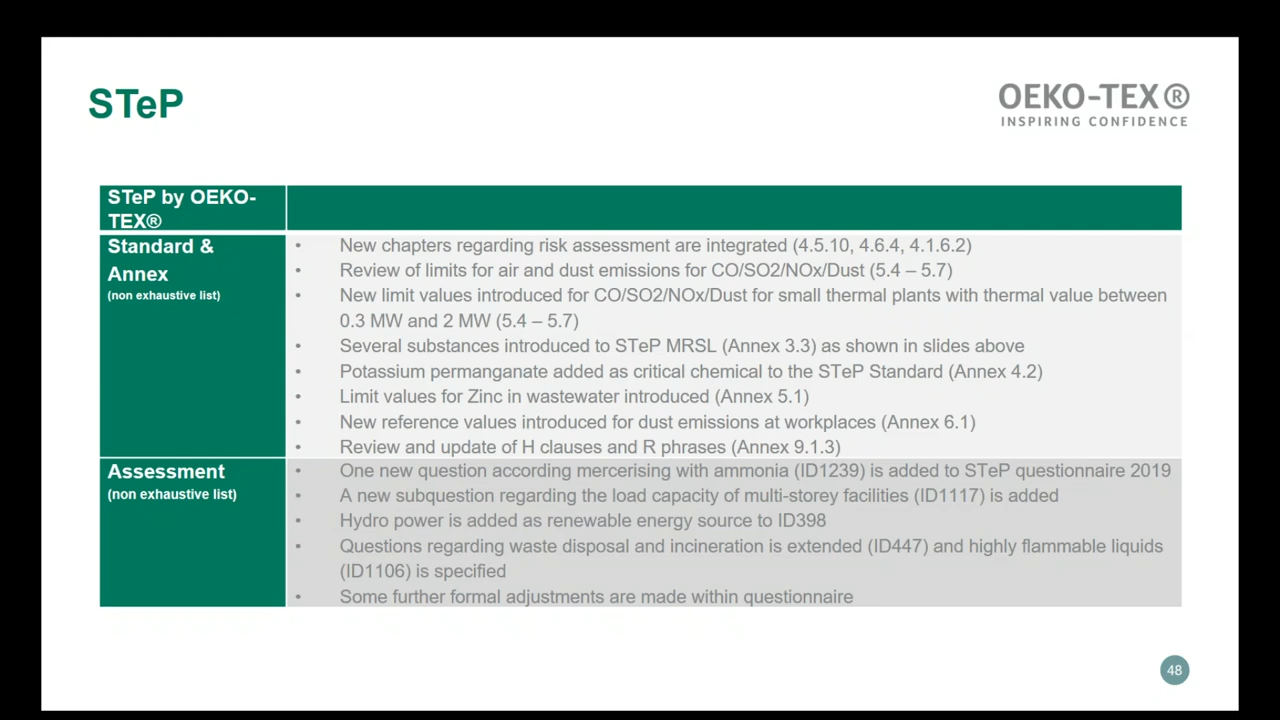 STeP
OEKO-TEX®
INSPIRING CONFIDENCE
STeP by OEKO-
TEX®
Standard &
Annex
(non exhaustive list)
• New chapters regarding risk assessment are integrated (4.5.10, 4.6.4, 4.1.6.2)
• Review of limits for air and dust emissions for CO/SO2/NOx/Dust (5.4 – 5.7)
• New limit values introduced for CO/SO2/NOx/Dust for small thermal plants with thermal value between
0.3 MW and 2 MW (5.4 – 5.7)
• Several substances introduced to STeP MRSL (Annex 3.3) as shown in slides above
• Potassium permanganate added as critical chemical to the STeP Standard (Annex 4.2)
• Limit values for Zinc in wastewater introduced (Annex 5.1)
• New reference values introduced for dust emissions at workplaces (Annex 6.1)
• Review and update of H clauses and R phrases (Annex 9.1.3)
Assessment
(non exhaustive list)
• One new question according mercerising with ammonia (ID1239) is added to STeP questionnaire 2019
• A new subquestion regarding the load capacity of multi-storey facilities (ID1117) is added
• Hydro power is added as renewable energy source to ID398
• Questions regarding waste disposal and incineration is extended (ID447) and highly flammable liquids
(ID1106) is specified
• Some further formal adjustments are made within questionnaire
48